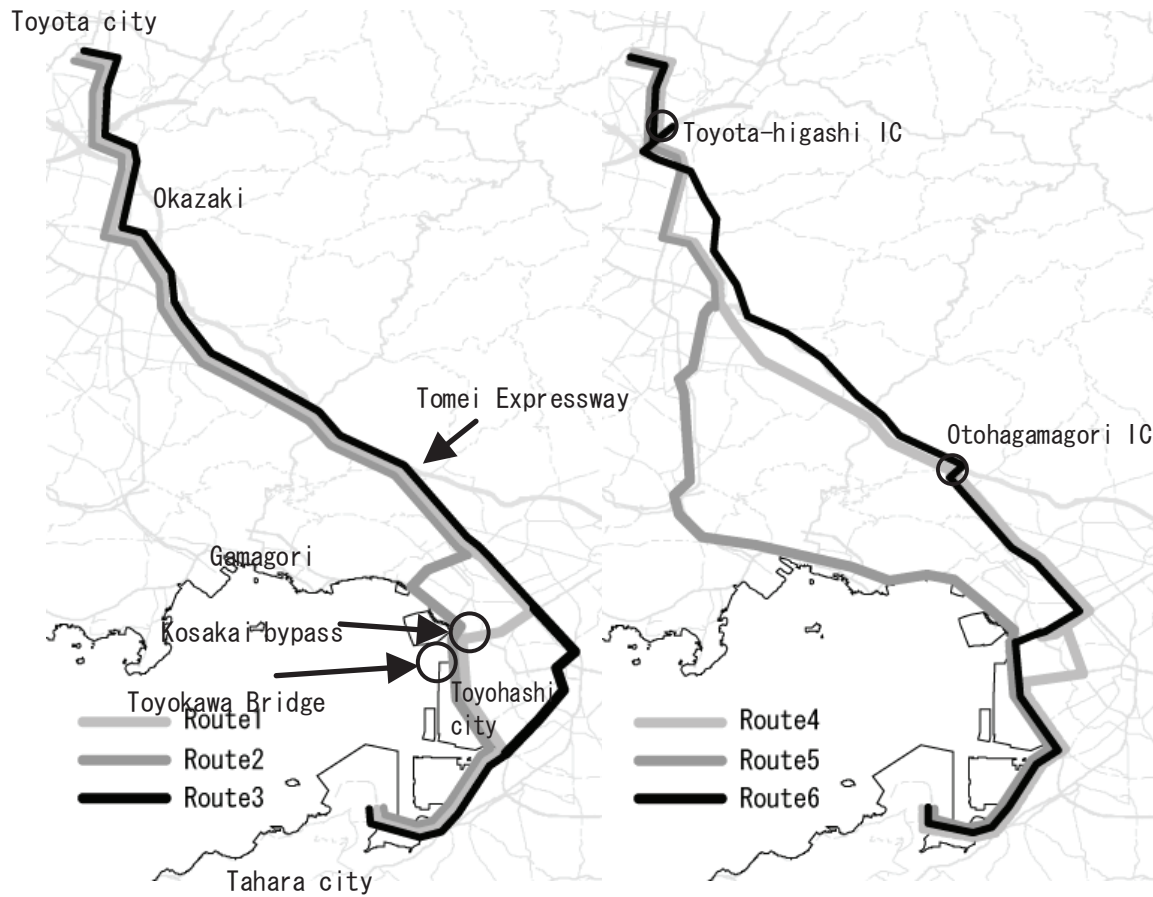 Toyota city
Okazaki
Tomei Expressway
Gamagori
Kosakai bypass
Toyokawa Bridge
Toyohashi
city
Route1
Route2
Route3
Tahara city
Toyota-higashi IC
Otohagamagori IC
Route4
Route5
Route6